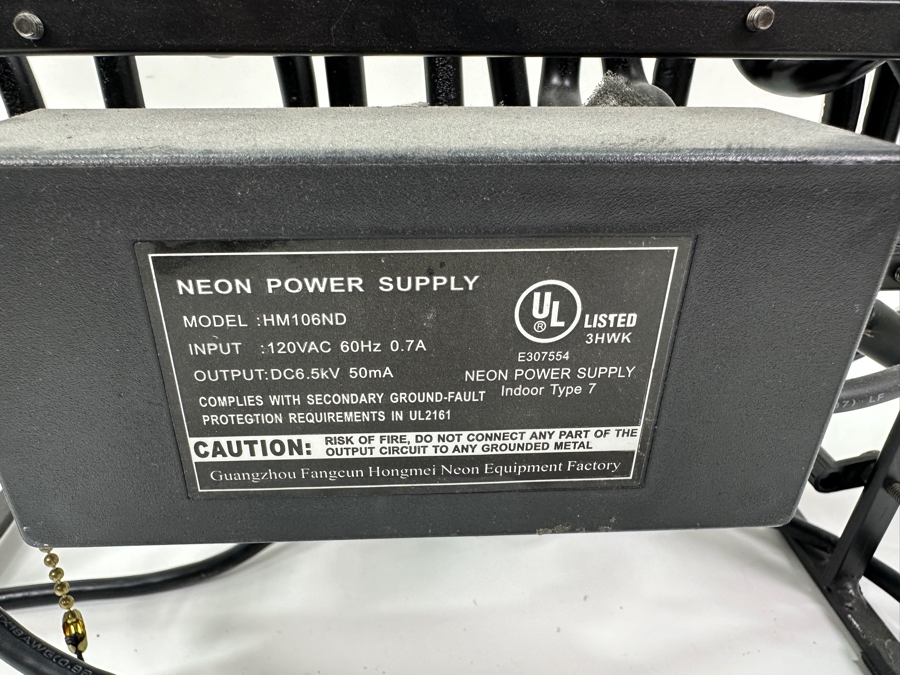 NEON POWER SUPPLY
MODEL :HM106ND
INPUT :120VAC 60Hz 0.7A
OUTPUT:DC6.5kV 50mA
COMPLIES WITH SECONDARY GROUND-FAULT
PROTEGTION REQUIREMENTS IN UL2161
UL
®
LISTED
3HWK
E307554
NEON POWER SUPPLY
Indoor Type 7
CAUTION: RISK OF FIRE, DO NOT CONNECT ANY PART OF THE
OUTPUT CIRCUIT TO ANY GROUNDED METAL
Guangzhou Fangcun Hongmei Neon Equipment Factory